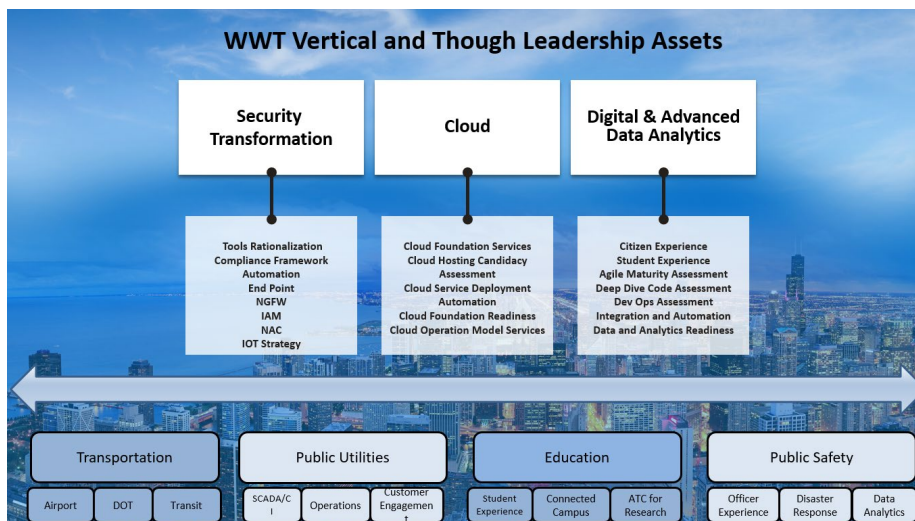 WWT Vertical and Though Leadership Assets
Security
Transformation
Cloud
Digital & Advanced
Data Analytics
Tools Rationalization
Compliance Framework
Automation
End Point
NGFW
IAM
NAC
IOT Strategy
Cloud Foundation Services
Cloud Hosting Candidacy
Assessment
Cloud Service Deployment
Automation
Cloud Foundation Readiness
Cloud Operation Model Services
Citizen Experience
Student Experience
Agile Maturity Assessment
Deep Dive Code Assessment
Dev Ops Assessment
Integration and Automation
Data and Analytics Readiness
Transportation
Airport
DOT
Transit
Public Utilities
SCADA/C
I
Operations
Customer
Engagemen
t
Education
Student
Experience
Connected
Campus
ATC for
Research
Public Safety
Officer
Experience
Disaster
Response
Data
Analytics